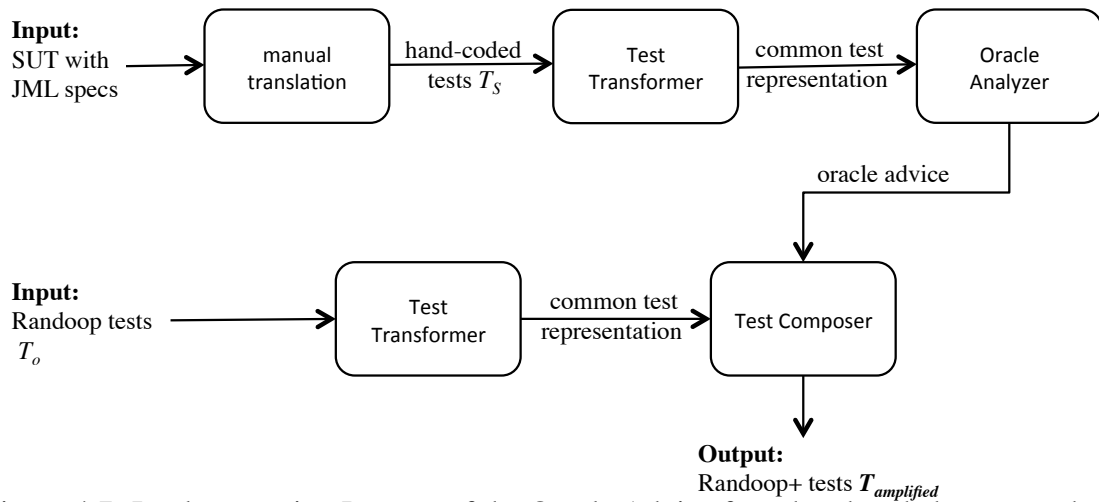 Input:
SUT with
JML specs
manual
translation
hand-coded
tests T_S
Test
Transformer
common test
representation
Oracle
Analyzer
oracle advice
Input:
Randoop tests
T_o
Test
Transformer
common test
representation
Test Composer
Output:
Randoop+ tests T_amplified